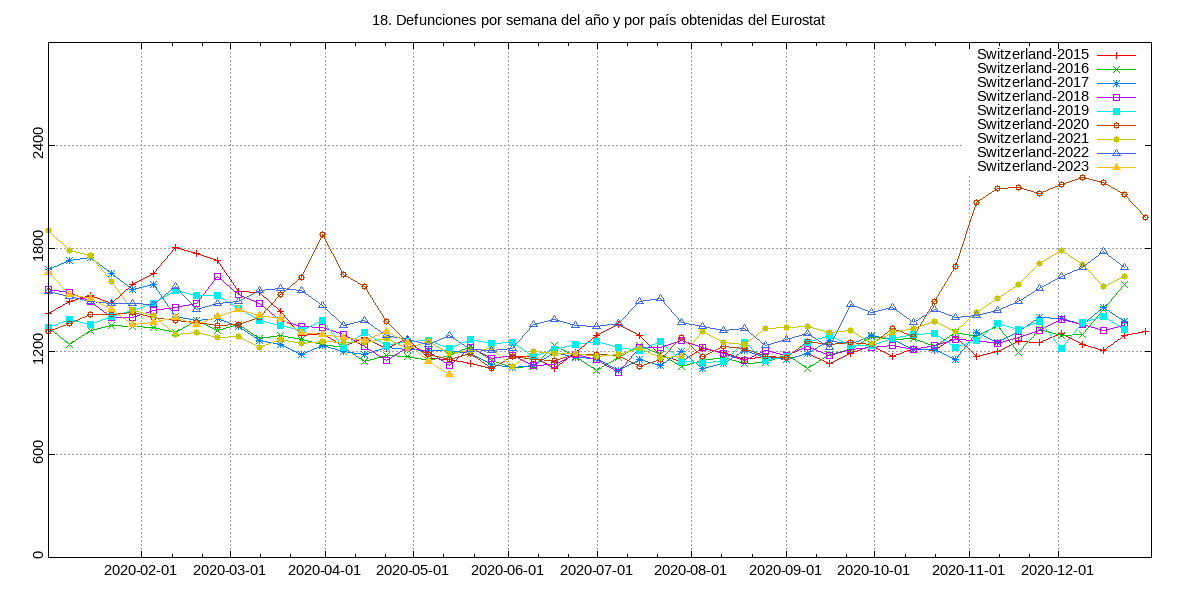 18. Defunciones por semana del año y por país obtenidas del Eurostat
Switzerland-2015
Switzerland-2016
Switzerland-2017
Switzerland-2018
Switzerland-2019
Switzerland-2020
Switzerland-2021
Switzerland-2022
Switzerland-2023
2400
1800
1200
600
0
2020-02-01 2020-03-01 2020-04-01 2020-05-01 2020-06-01 2020-07-01 2020-08-01 2020-09-01 2020-10-01 2020-11-01 2020-12-01